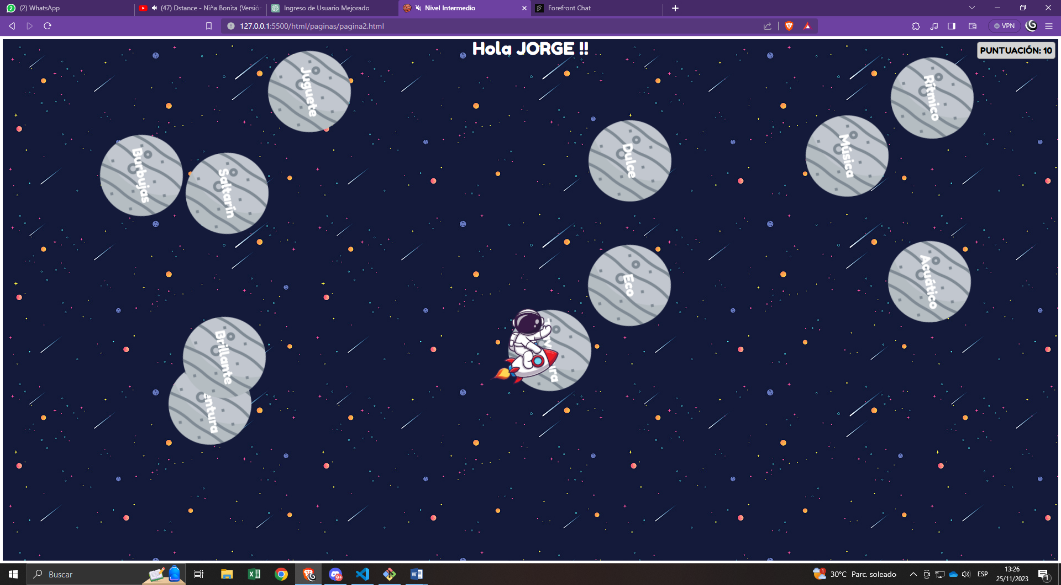 (2) WhatsApp
(47) Dstance - Niña Bonita (Versió
Ingreso de Usuario Mejorado
Nivel Intermedio
Forefront Chat
127.0.0.1:5500/html/paginas/pagina2.html
VPN
Hola JORGE !!
PUNTUACIÓN: 10
Juguete
Rítmico
Burbujas
Saltarín
Dulce
Música
Eco
Acuático
Brillante
Buscar
30°C Parc. soleado
ESP
13:26
25/11/2023